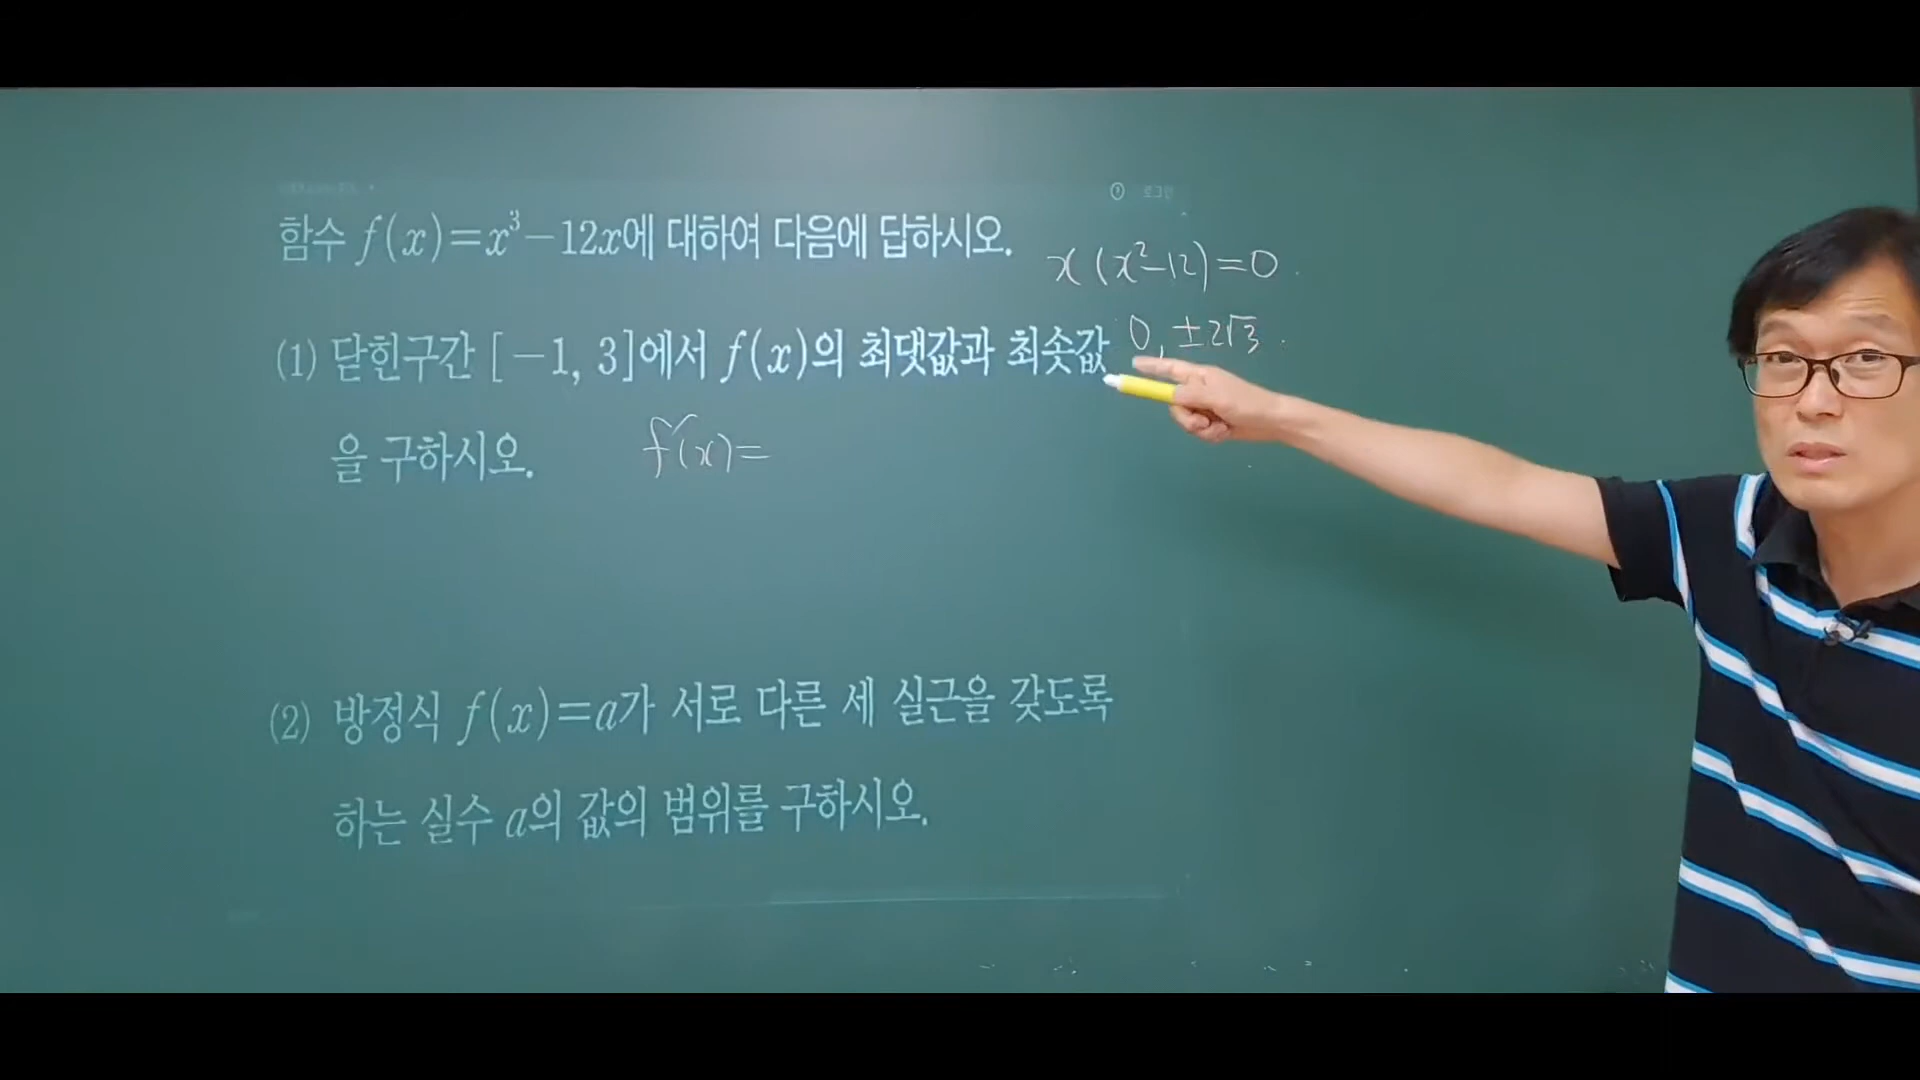 로그인
함수 f(x)=x³-12x에 대하여 다음에 답하시오.
x(x²-12)=0
(1) 닫힌구간 [-1, 3]에서 f(x)의 최댓값과 최솟값
0, ±2√3
을 구하시오.
f'(x)=
(2) 방정식 f(x)=a가 서로 다른 세 실근을 갖도록
하는 실수 a의 값의 범위를 구하시오.